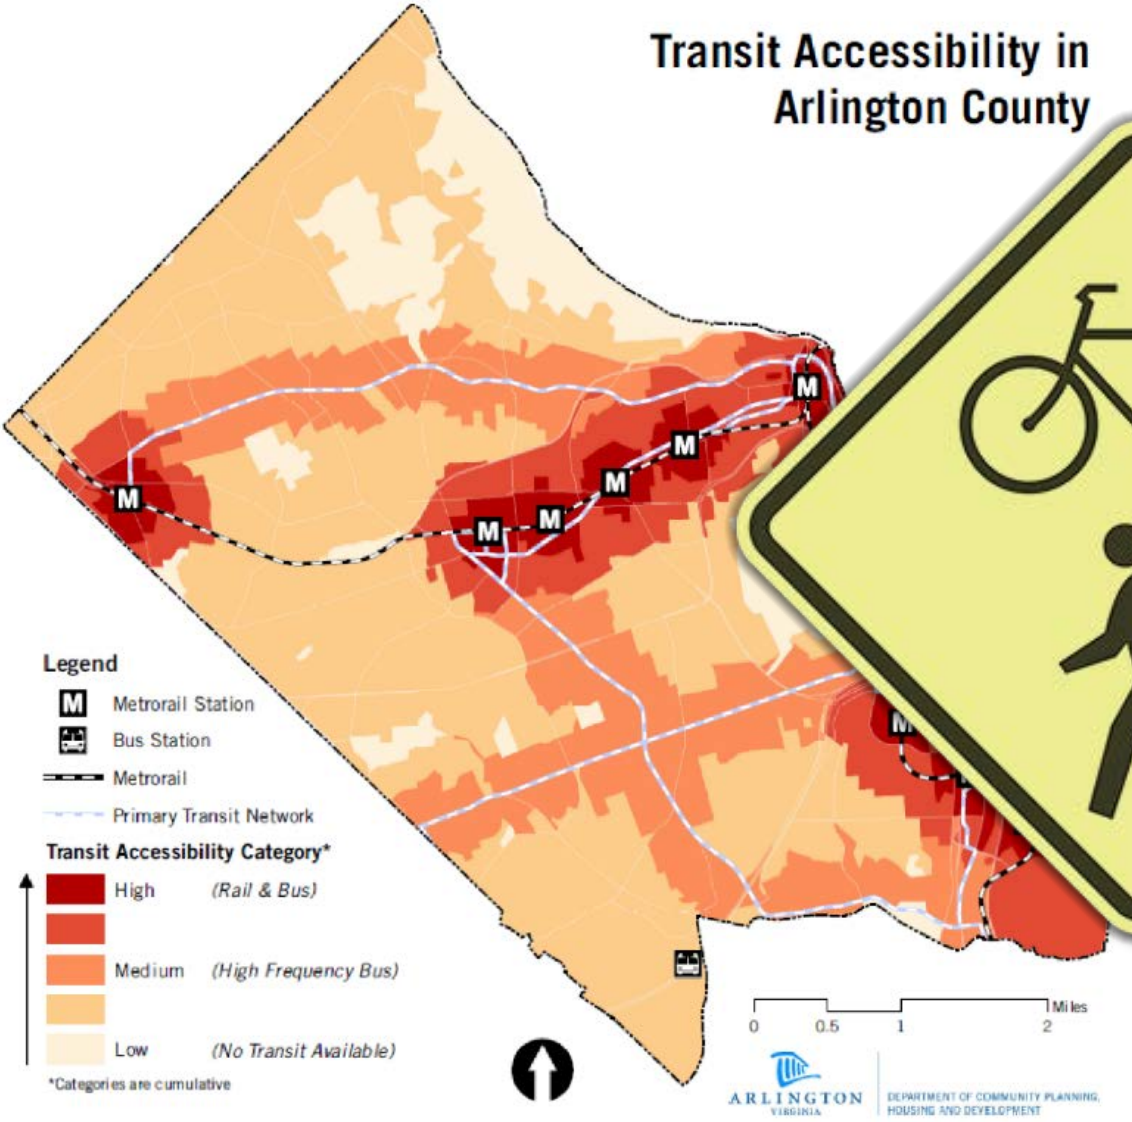 Transit Accessibility in
Arlington County
M
M
M
M
M
M
M
Legend
M Metrorail Station
Bus Station
Metrorail
Primary Transit Network
Transit Accessibility Category*
High (Rail & Bus)
Medium (High Frequency Bus)
Low (No Transit Available)
*Categories are cumulative
Miles
0 0.5 1 2
ARLINGTON
VIRGINIA
DEPARTMENT OF COMMUNITY PLANNING,
HOUSING AND DEVELOPMENT